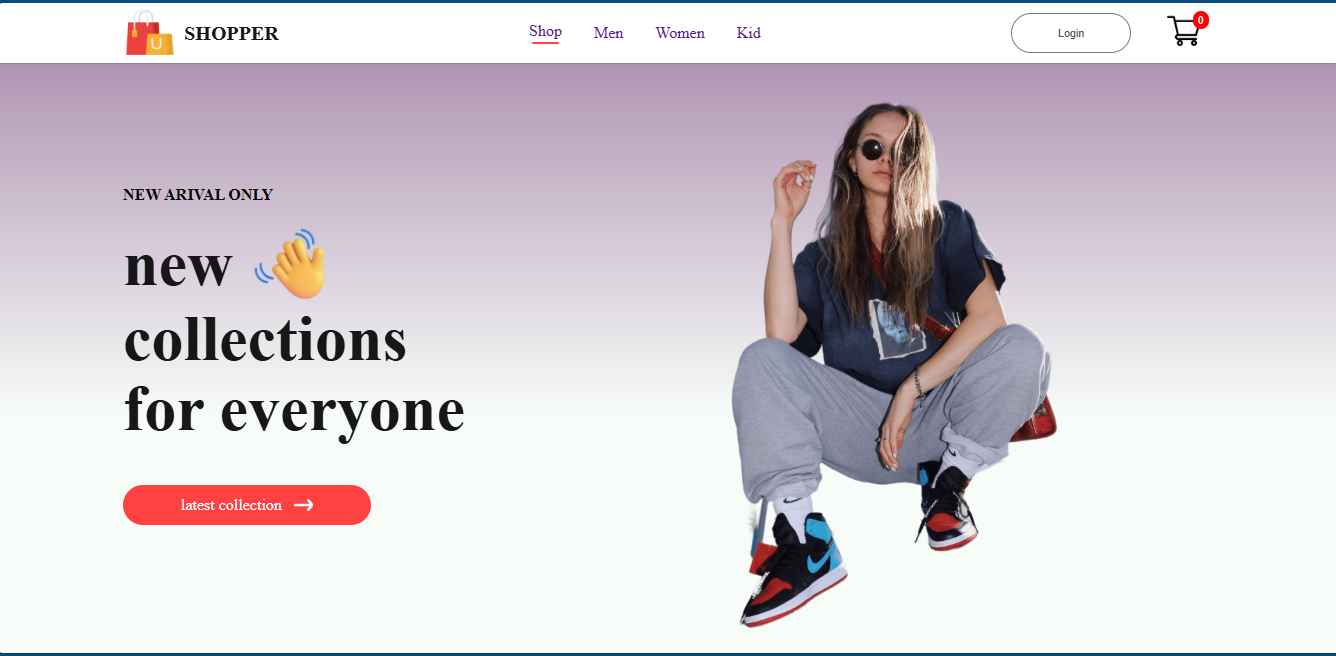 SHOPPER
Shop Men Women Kid
Login
0
NEW ARIVAL ONLY
new
collections
for everyone
latest collection
U